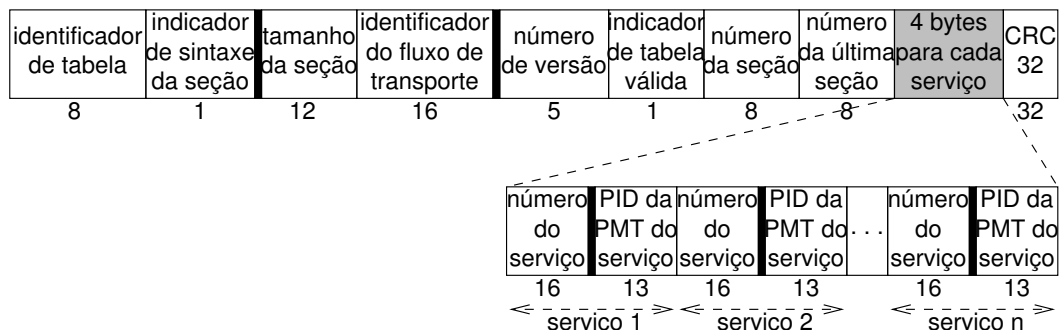 identificador de tabela
indicador de sintaxe da seção
tamanho da seção
identificador do fluxo de transporte
número de versão
indicador de tabela válida
número da seção
número da última seção
4 bytes para cada serviço
CRC 32
8 1 12 16 5 1 8 8 32
número do serviço
PID da PMT do serviço
número do serviço
PID da PMT do serviço
. . .
número do serviço
PID da PMT do serviço
16 13 16 13 16 13
serviço 1 serviço 2 serviço n